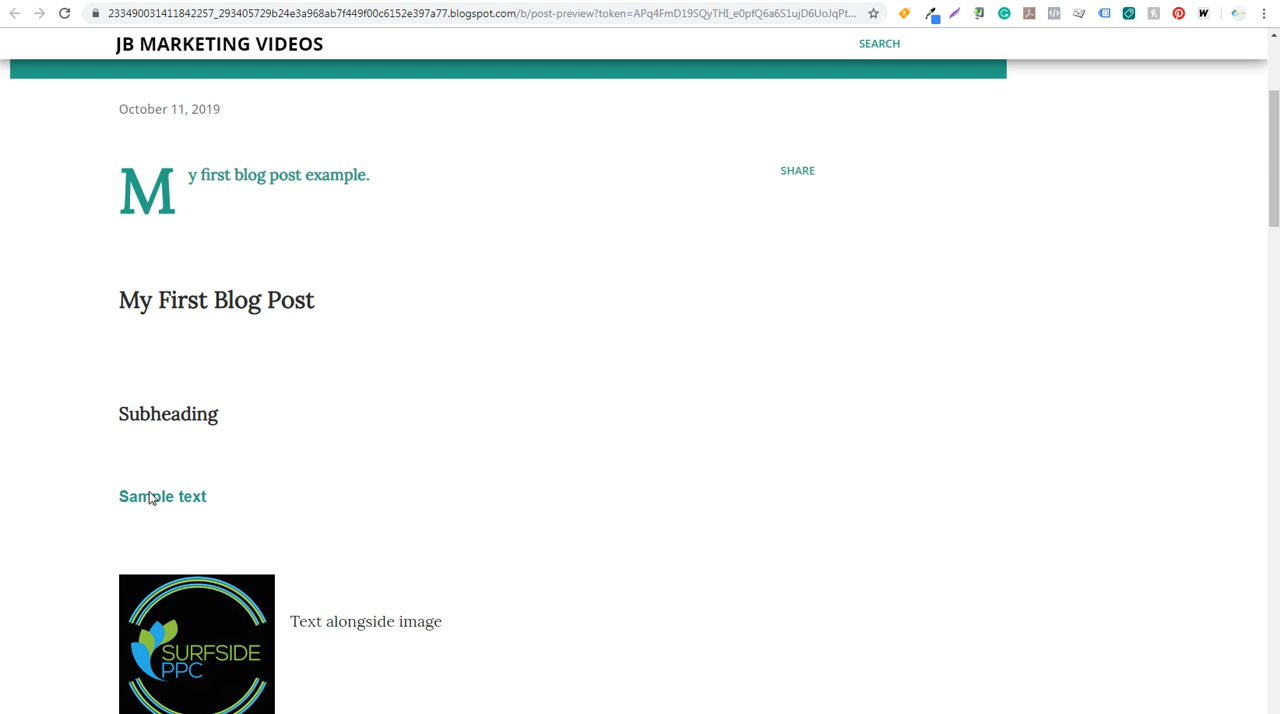 233490031411842257_293405729b24e3a968ab7f449f00c6152e397a77.blogspot.com/b/post-preview?token=APq4FmD19SQyTHI_e0pfQ6a6S1ujD6UoJqPt...
JB MARKETING VIDEOS
SEARCH
October 11, 2019
My first blog post example.
SHARE
My First Blog Post
Subheading
Sample text
SURFSIDE
PPC
Text alongside image